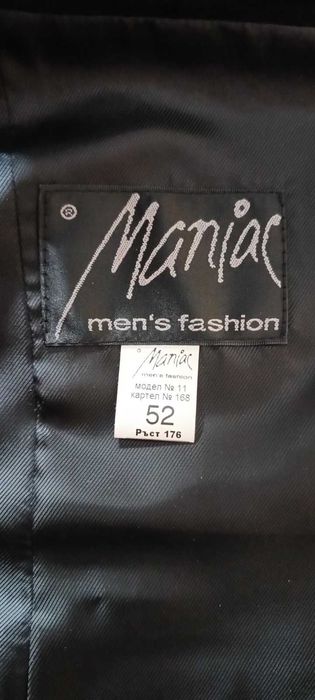 ®
Maniac
men's fashion
Maniac
men's fashion
модел № 11
картел № 168
52
Ръст 176